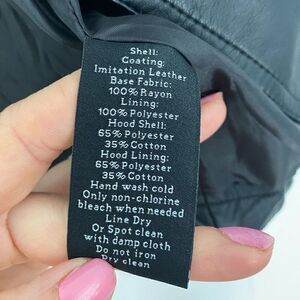 Shell:
Coating:
Imitation Leather
Base Fabric:
100% Rayon
Lining:
100% Polyester
Hood Shell:
65% Polyester
35% Cotton
Hood Lining:
65% Polyester
35% Cotton
Hand wash cold
Only non-chlorine
bleach when needed
Line Dry
Or Spot clean
with damp cloth
Do not iron
Dry clean